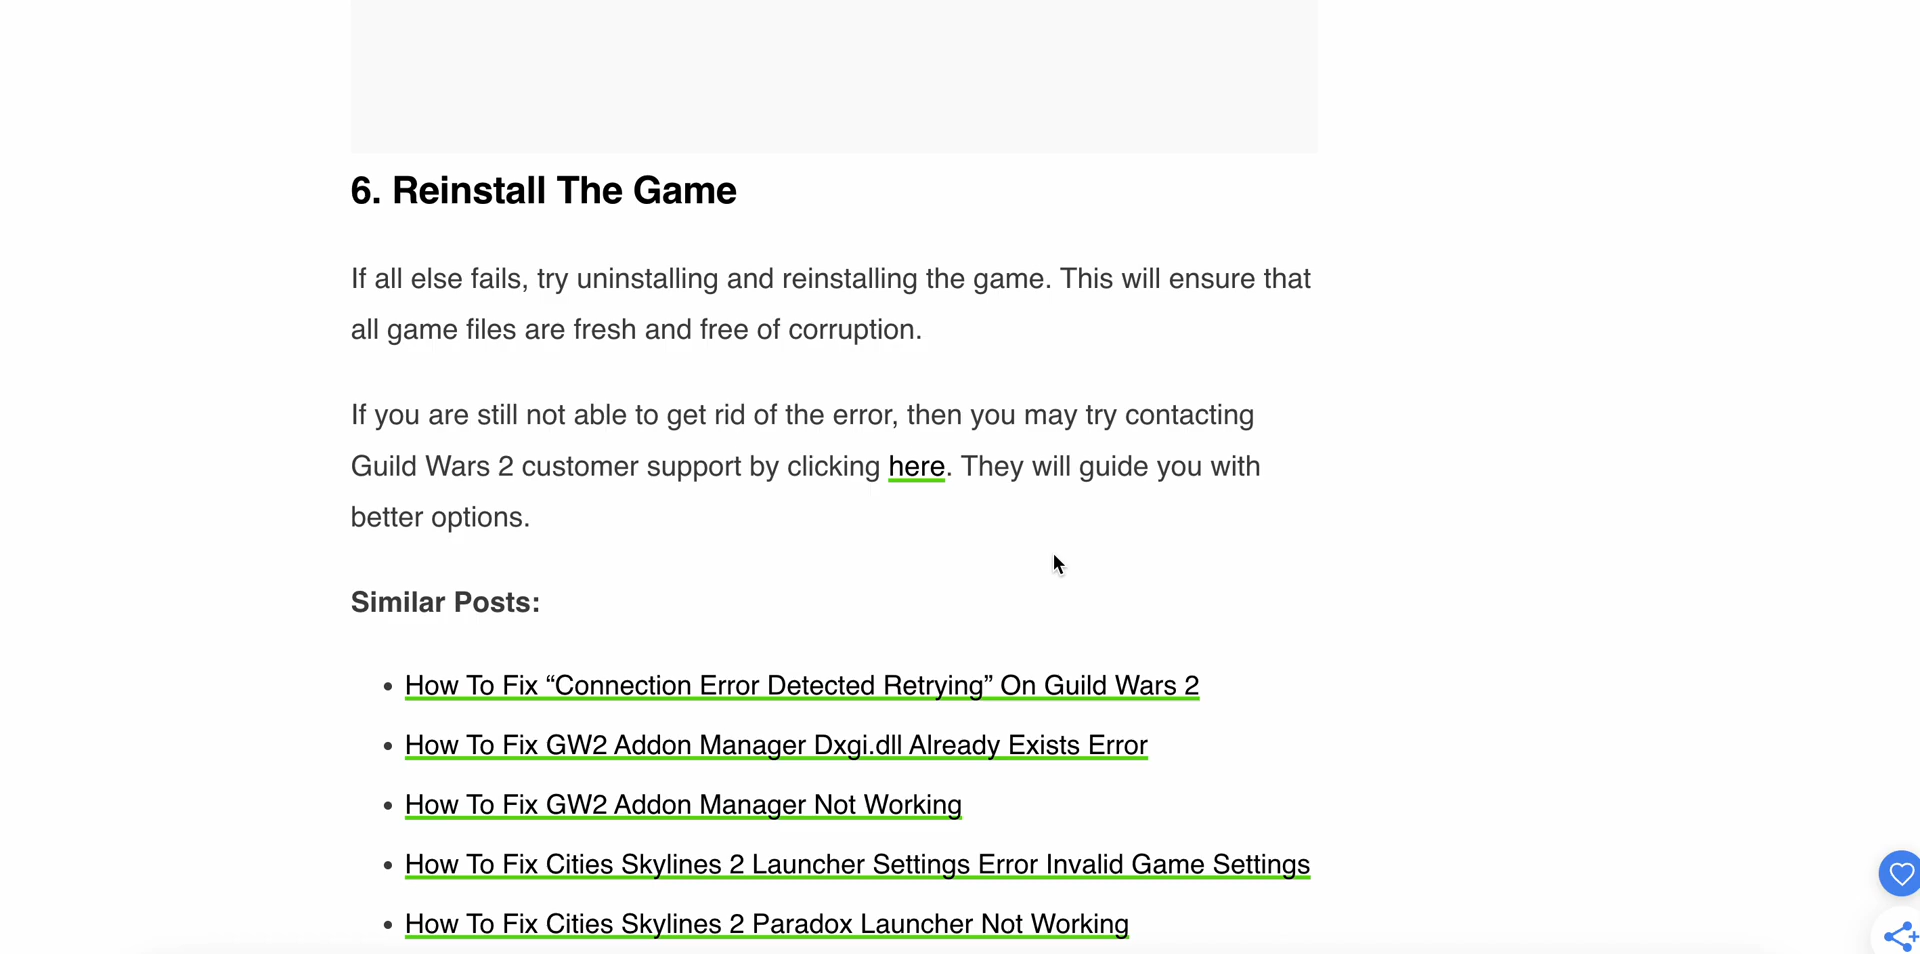 6. Reinstall The Game
If all else fails, try uninstalling and reinstalling the game. This will ensure that
all game files are fresh and free of corruption.
If you are still not able to get rid of the error, then you may try contacting
Guild Wars 2 customer support by clicking here. They will guide you with
better options.
Similar Posts:
• How To Fix “Connection Error Detected Retrying” On Guild Wars 2
• How To Fix GW2 Addon Manager Dxgi.dll Already Exists Error
• How To Fix GW2 Addon Manager Not Working
• How To Fix Cities Skylines 2 Launcher Settings Error Invalid Game Settings
• How To Fix Cities Skylines 2 Paradox Launcher Not Working